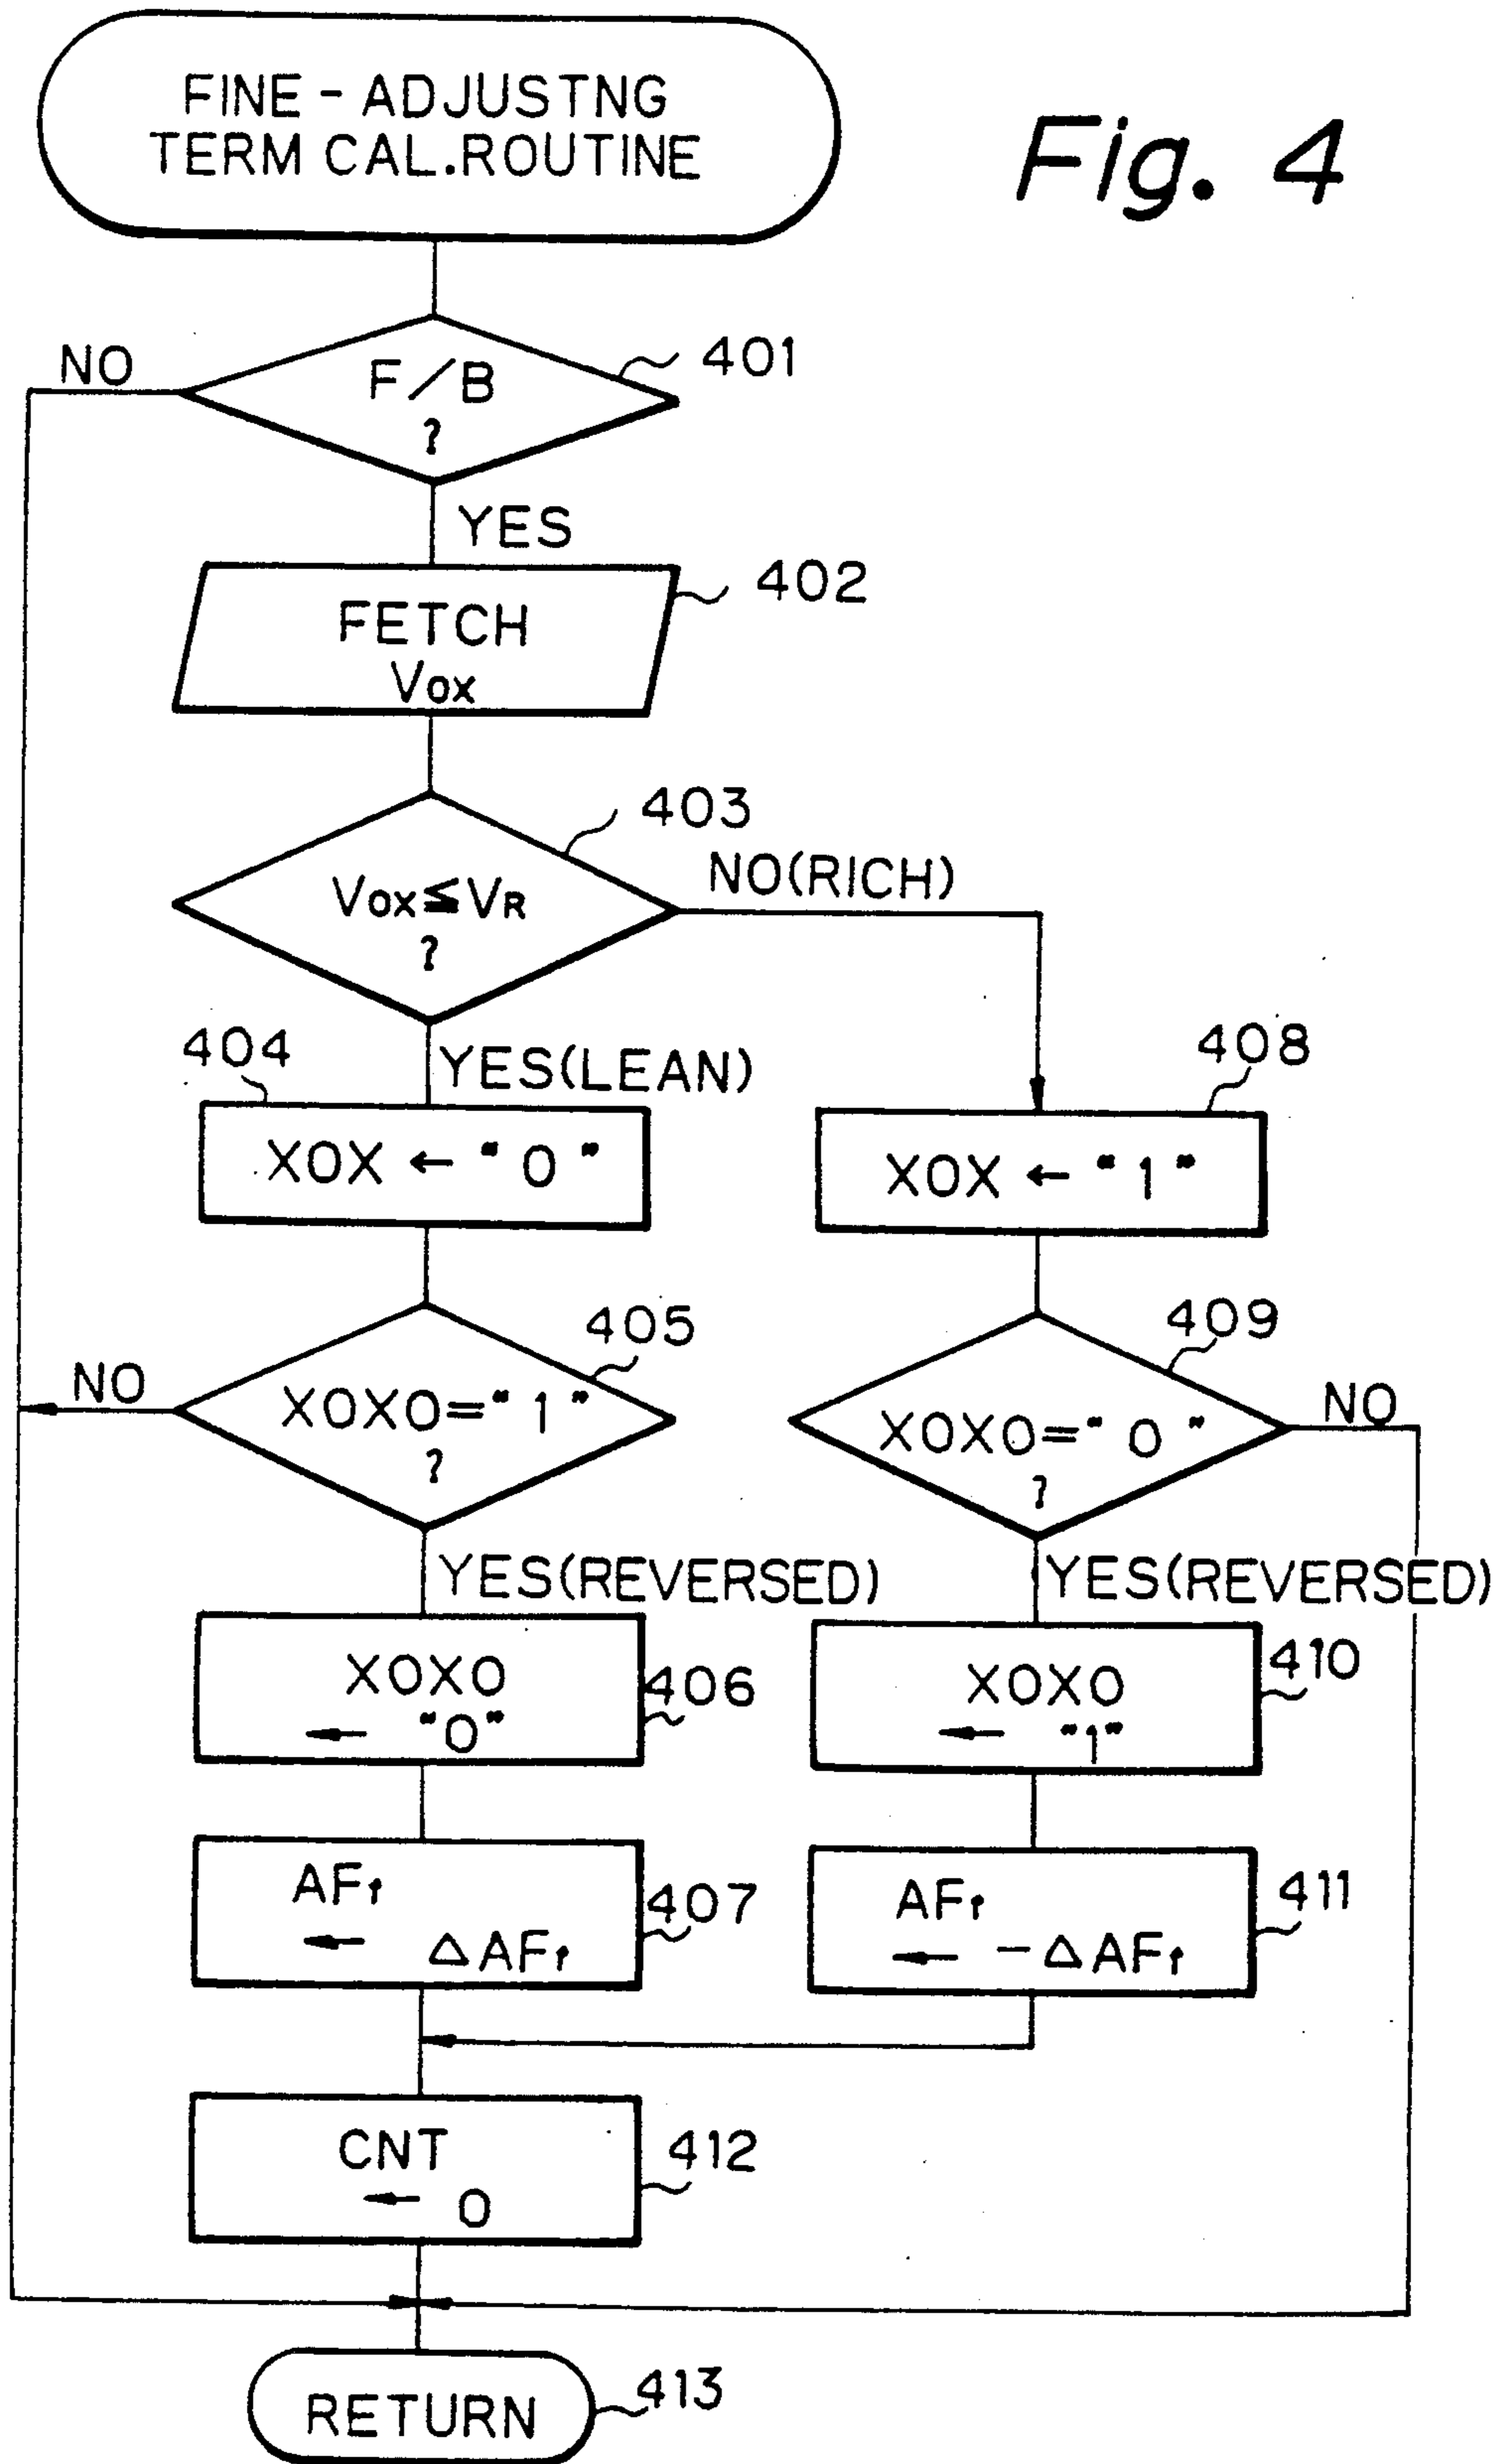 FINE - ADJUSTNG
TERM CAL.ROUTINE
Fig. 4
NO
F/B
?
401
YES
FETCH
VOX
402
403
VOX≦VR
?
NO(RICH)
404
YES(LEAN)
408
XOX ← “0”
XOX ← “1”
405
409
NO
XOXO=“1”
?
XOXO=“0”
?
NO
YES(REVERSED)
YES(REVERSED)
XOXO
← “0”
406
XOXO
← “1”
410
AFf
← ΔAFf
407
AFf
← −ΔAFf
411
CNT
← 0
412
RETURN
413